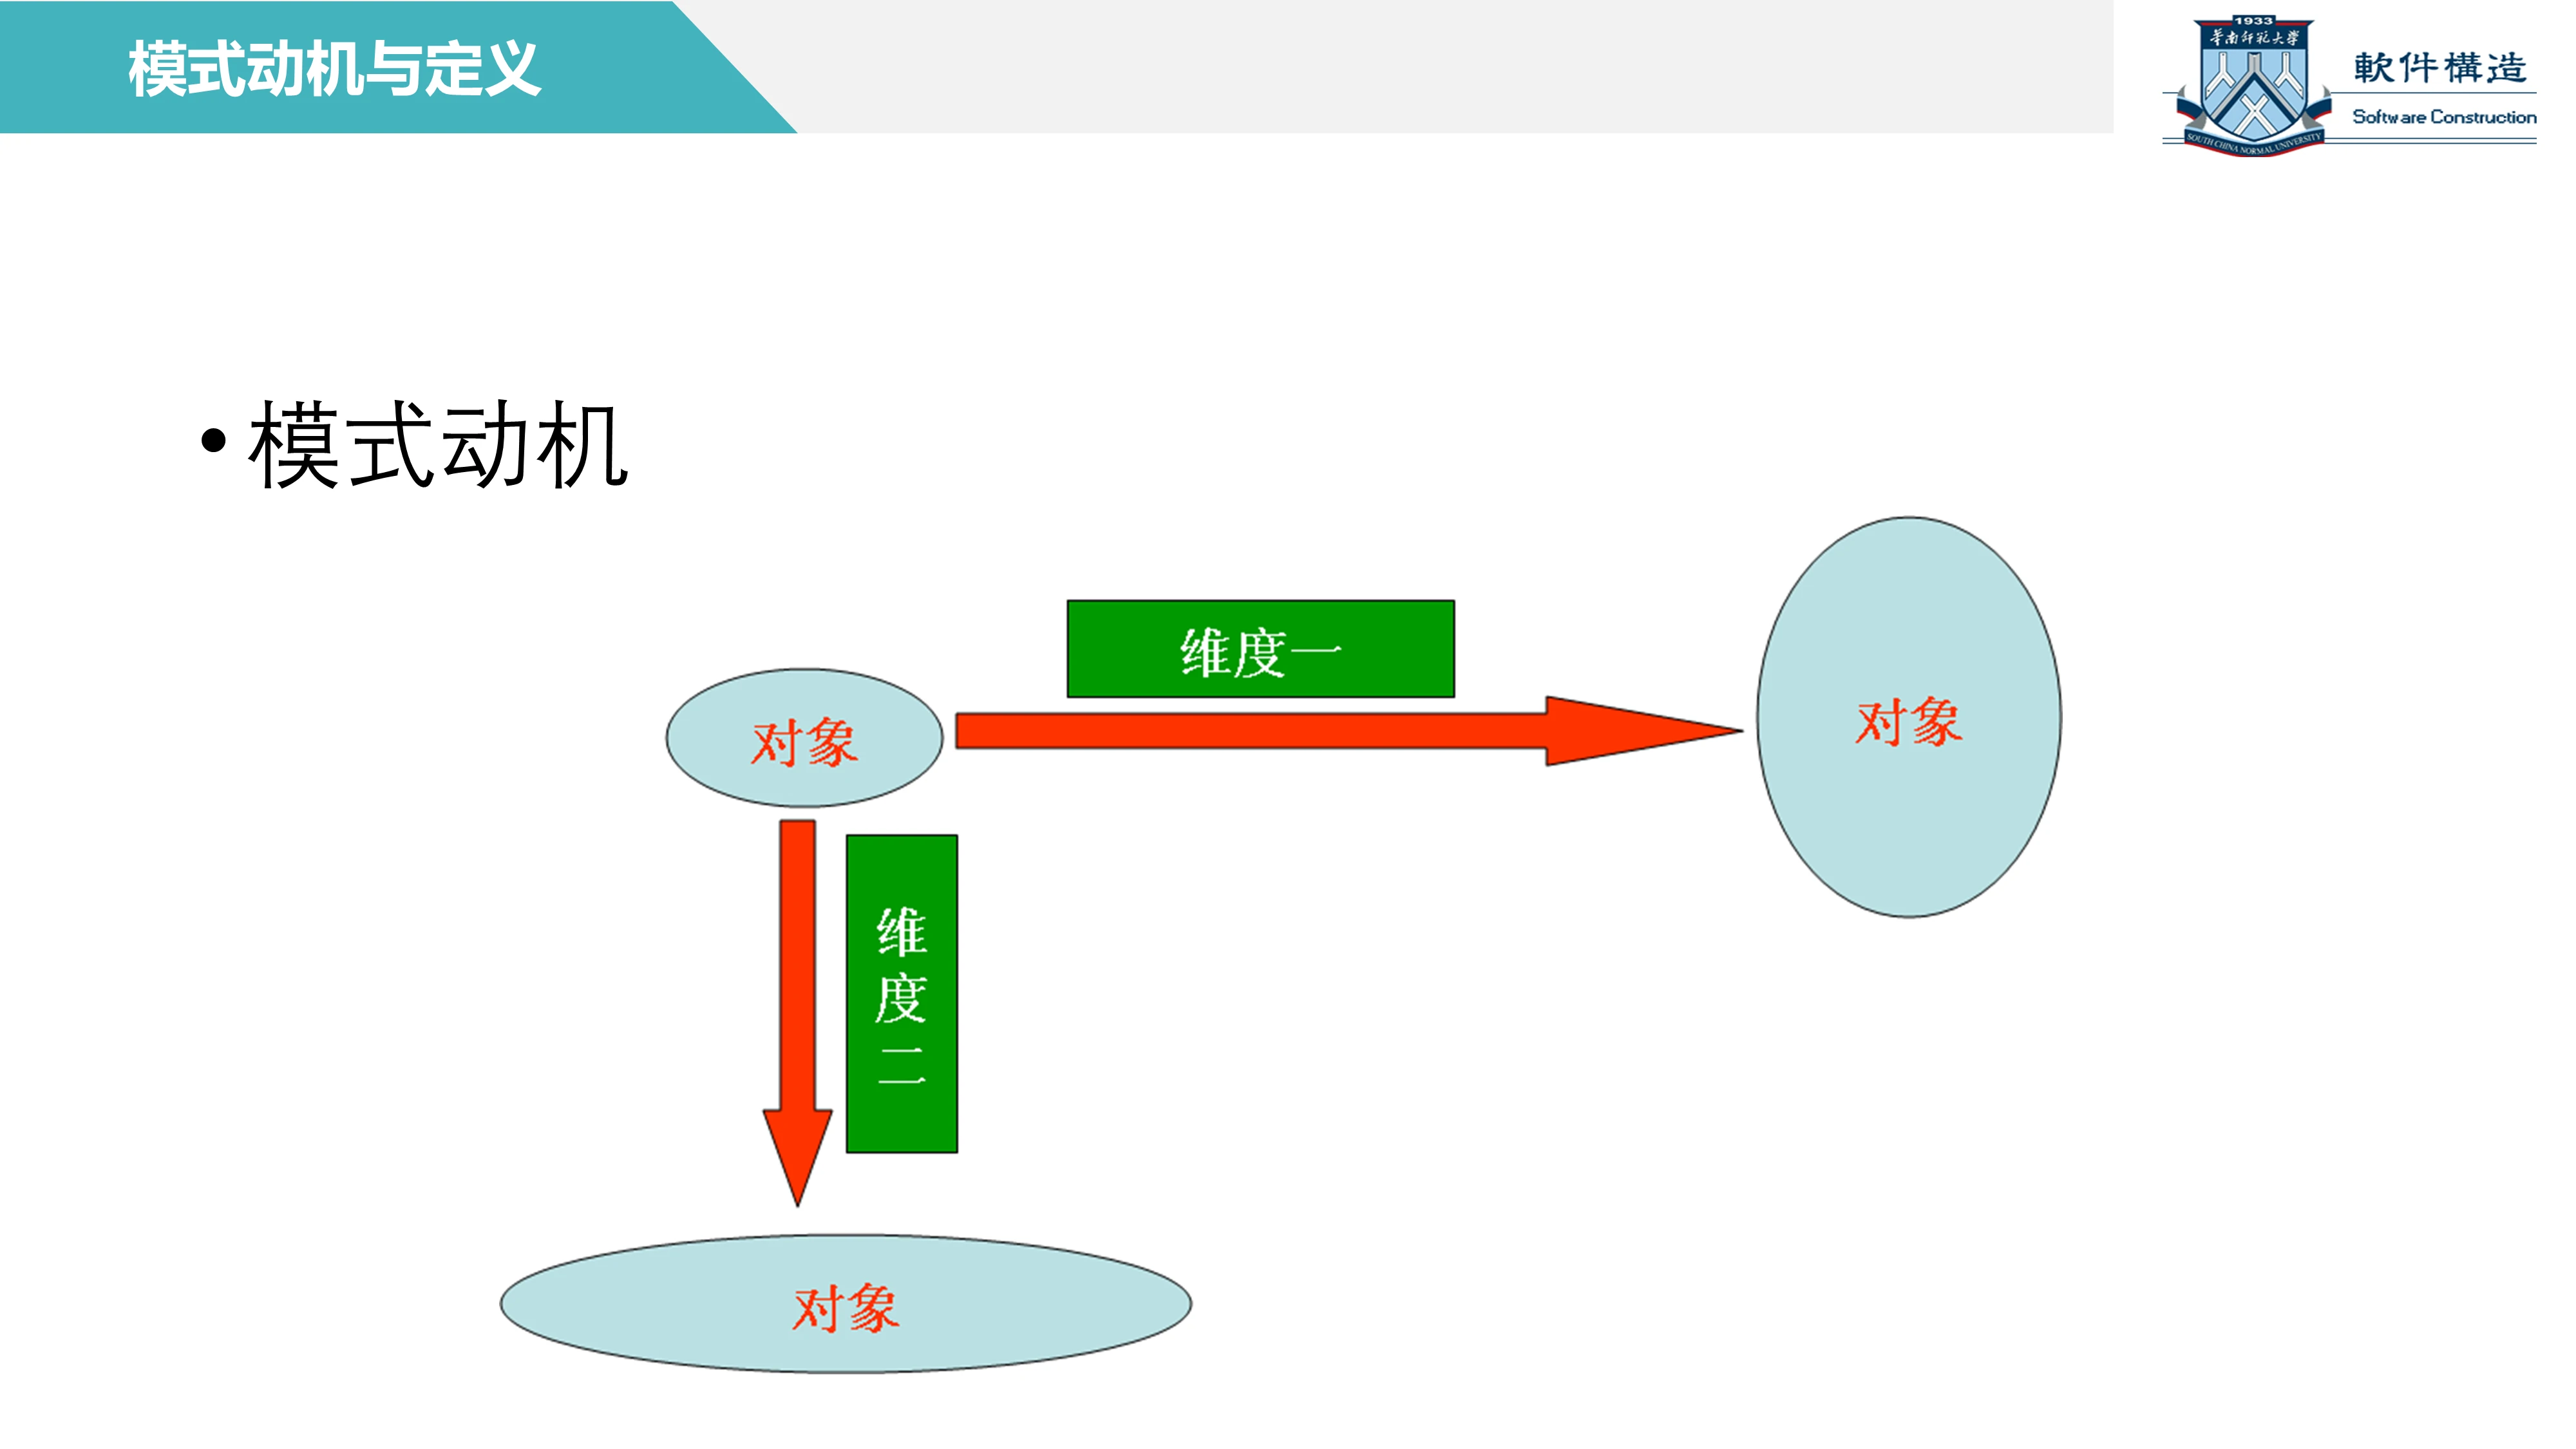 模式动机与定义
1933
華南師範大學
SOUTH CHINA NORMAL UNIVERSITY
軟件構造
Software Construction
• 模式动机
维度一
对象
对象
维
度
二
对象